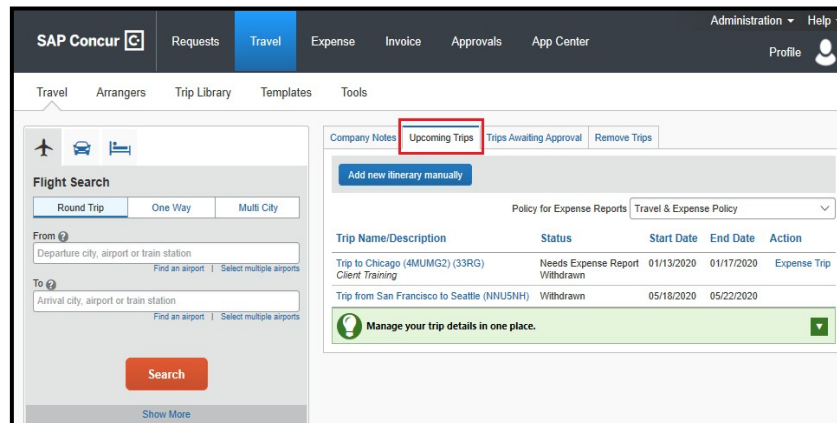 Administration Help
SAP Concur C Requests Travel Expense Invoice Approvals App Center
Profile
Travel Arrangers Trip Library Templates Tools
Company Notes Upcoming Trips Trips Awaiting Approval Remove Trips
Add new itinerary manually
Flight Search
Round Trip One Way Multi City
Policy for Expense Reports Travel & Expense Policy
From ?
Departure city, airport or train station
Find an airport | Select multiple airports
To ?
Arrival city, airport or train station
Find an airport | Select multiple airports
Search
Show More
Trip Name/Description Status Start Date End Date Action
Trip to Chicago (4MUMG2) (33RG) Needs Expense Report 01/13/2020 01/17/2020 Expense Trip
Client Training Withdrawn
Trip from San Francisco to Seattle (NNU5NH) Withdrawn 05/18/2020 05/22/2020
Manage your trip details in one place.